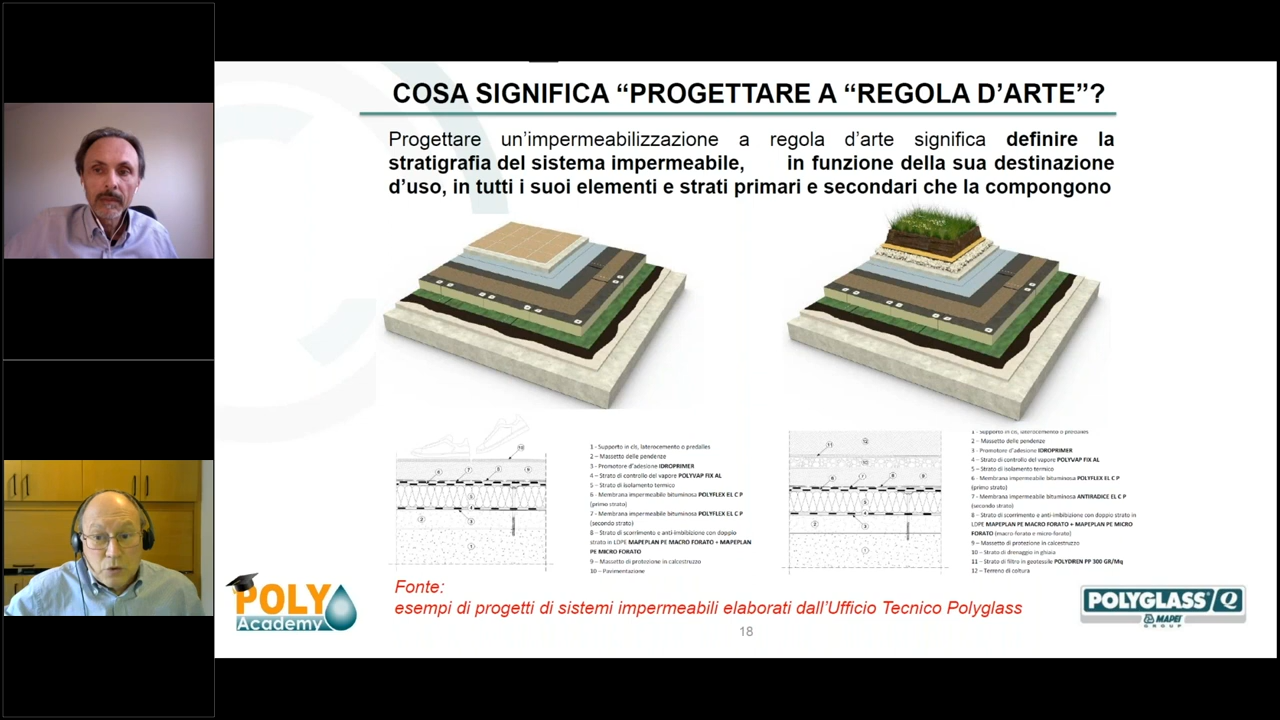 COSA SIGNIFICA “PROGETTARE A “REGOLA D’ARTE”?
Progettare un’impermeabilizzazione a regola d’arte significa definire la
stratigrafia del sistema impermeabile, in funzione della sua destinazione
d’uso, in tutti i suoi elementi e strati primari e secondari che la compongono
1 - Supporto in cls, laterocemento o predalles
2 – Massetto delle pendenze
3 - Promotore d’adesione IDROPRIMER
4 – Strato di controllo del vapore POLYVAP FIX AL
5 – Strato di isolamento termico
6 - Membrana impermeabile bituminosa POLYFLEX EL C P
(primo strato)
7 - Membrana impermeabile bituminosa POLYFLEX EL C P
(secondo strato)
8 – Strato di scorrimento e anti-imbibizione con doppio
strato in LDPE MAPEPLAN PE MACRO FORATO + MAPEPLAN
PE MICRO FORATO
9 – Massetto di protezione in calcestruzzo
10 – Pavimentazione
1 - Supporto in cls, laterocemento o predalles
2 – Massetto delle pendenze
3 - Promotore d’adesione IDROPRIMER
4 – Strato di controllo del vapore POLYVAP FIX AL
5 – Strato di isolamento termico
6 - Membrana impermeabile bituminosa POLYFLEX EL C P
(primo strato)
7 - Membrana impermeabile bituminosa ANTIRADICE EL C P
(secondo strato)
8 - Strato di scorrimento e anti-imbibizione con doppio strato in
LDPE MAPEPLAN PE MACRO FORATO + MAPEPLAN PE MICRO
FORATO (macro-forato e micro-forato)
9 – Massetto di protezione in calcestruzzo
10 – Strato di drenaggio in ghiaia
11 – Strato di filtro in geotessile POLYDREN PP 300 GR/Mq
12 – Terreno di coltura
Fonte:
esempi di progetti di sistemi impermeabili elaborati dall’Ufficio Tecnico Polyglass
POLY
Academy
18
POLYGLASS
MAPEI
GROUP